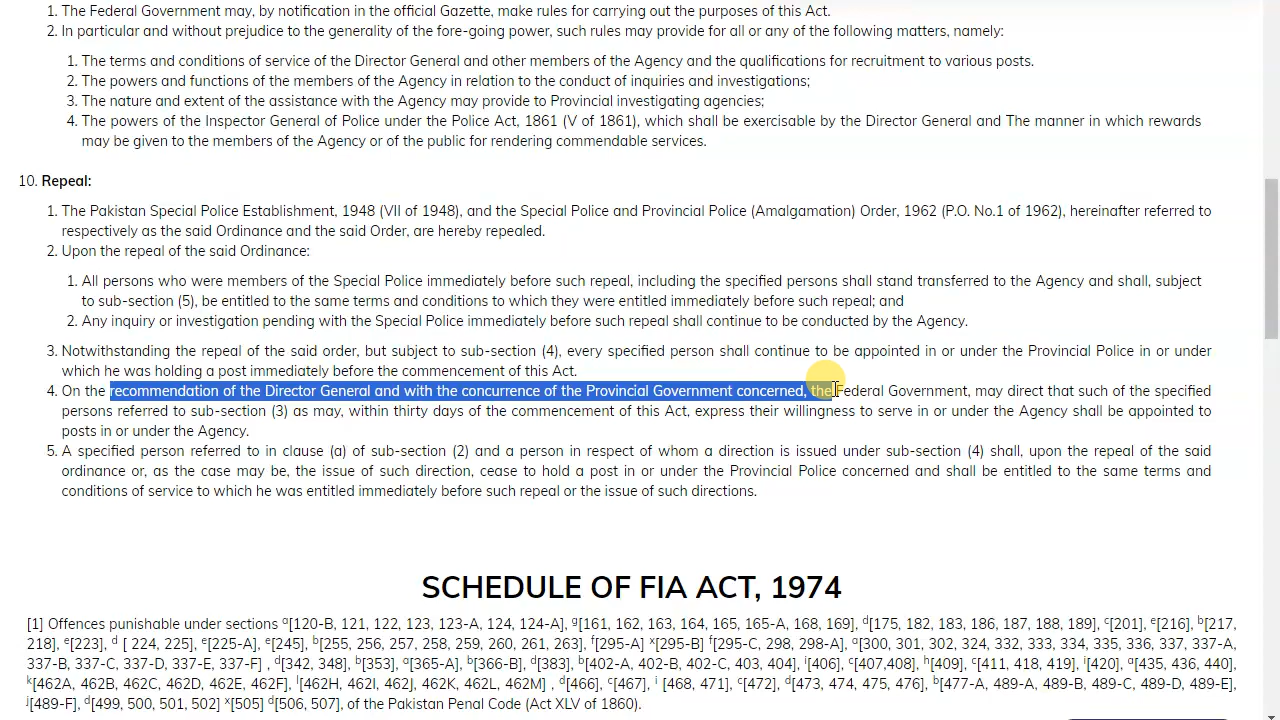 1. The Federal Government may, by notification in the official Gazette, make rules for carrying out the purposes of this Act.
2. In particular and without prejudice to the generality of the fore-going power, such rules may provide for all or any of the following matters, namely:
1. The terms and conditions of service of the Director General and other members of the Agency and the qualifications for recruitment to various posts.
2. The powers and functions of the members of the Agency in relation to the conduct of inquiries and investigations;
3. The nature and extent of the assistance with the Agency may provide to Provincial investigating agencies;
4. The powers of the Inspector General of Police under the Police Act, 1861 (V of 1861), which shall be exercisable by the Director General and The manner in which rewards
may be given to the members of the Agency or of the public for rendering commendable services.
10. Repeal:
1. The Pakistan Special Police Establishment, 1948 (VII of 1948), and the Special Police and Provincial Police (Amalgamation) Order, 1962 (P.O. No.1 of 1962), hereinafter referred to
respectively as the said Ordinance and the said Order, are hereby repealed.
2. Upon the repeal of the said Ordinance:
1. All persons who were members of the Special Police immediately before such repeal, including the specified persons shall stand transferred to the Agency and shall, subject
to sub-section (5), be entitled to the same terms and conditions to which they were entitled immediately before such repeal; and
2. Any inquiry or investigation pending with the Special Police immediately before such repeal shall continue to be conducted by the Agency.
3. Notwithstanding the repeal of the said order, but subject to sub-section (4), every specified person shall continue to be appointed in or under the Provincial Police in or under
which he was holding a post immediately before the commencement of this Act.
4. On the recommendation of the Director General and with the concurrence of the Provincial Government concerned, the Federal Government, may direct that such of the specified
persons referred to sub-section (3) as may, within thirty days of the commencement of this Act, express their willingness to serve in or under the Agency shall be appointed to
posts in or under the Agency.
5. A specified person referred to in clause (a) of sub-section (2) and a person in respect of whom a direction is issued under sub-section (4) shall, upon the repeal of the said
ordinance or, as the case may be, the issue of such direction, cease to hold a post in or under the Provincial Police concerned and shall be entitled to the same terms and
conditions of service to which he was entitled immediately before such repeal or the issue of such directions.
SCHEDULE OF FIA ACT, 1974
[1] Offences punishable under sections a[120-B, 121, 122, 123, 123-A, 124, 124-A], g[161, 162, 163, 164, 165, 165-A, 168, 169], d[175, 182, 183, 186, 187, 188, 189], c[201], e[216], b[217,
218], e[223], d [ 224, 225], e[225-A], e[245], b[255, 256, 257, 258, 259, 260, 261, 263], f[295-A] x[295-B] f[295-C, 298, 298-A], a[300, 301, 302, 324, 332, 333, 334, 335, 336, 337, 337-A,
337-B, 337-C, 337-D, 337-E, 337-F] , d[342, 348], b[353], a[365-A], b[366-B], d[383], b[402-A, 402-B, 402-C, 403, 404], i[406], c[407,408], h[409], c[411, 418, 419], i[420], a[435, 436, 440],
k[462A, 462B, 462C, 462D, 462E, 462F], l[462H, 462I, 462J, 462K, 462L, 462M] , d[466], c[467], i [468, 471], c[472], d[473, 474, 475, 476], b[477-A, 489-A, 489-B, 489-C, 489-D, 489-E],
j[489-F], d[499, 500, 501, 502] x[505] d[506, 507], of the Pakistan Penal Code (Act XLV of 1860).